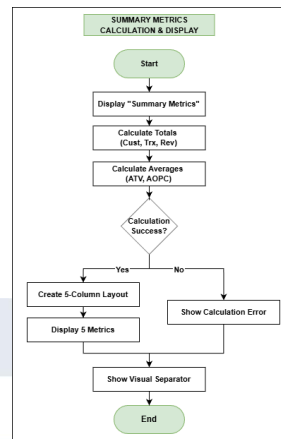 SUMMARY METRICS
CALCULATION & DISPLAY
Start
Display "Summary Metrics"
Calculate Totals
(Cust, Trx, Rev)
Calculate Averages
(ATV, AOPC)
Calculation
Success?
Yes
No
Create 5-Column Layout
Show Calculation Error
Display 5 Metrics
Show Visual Separator
End